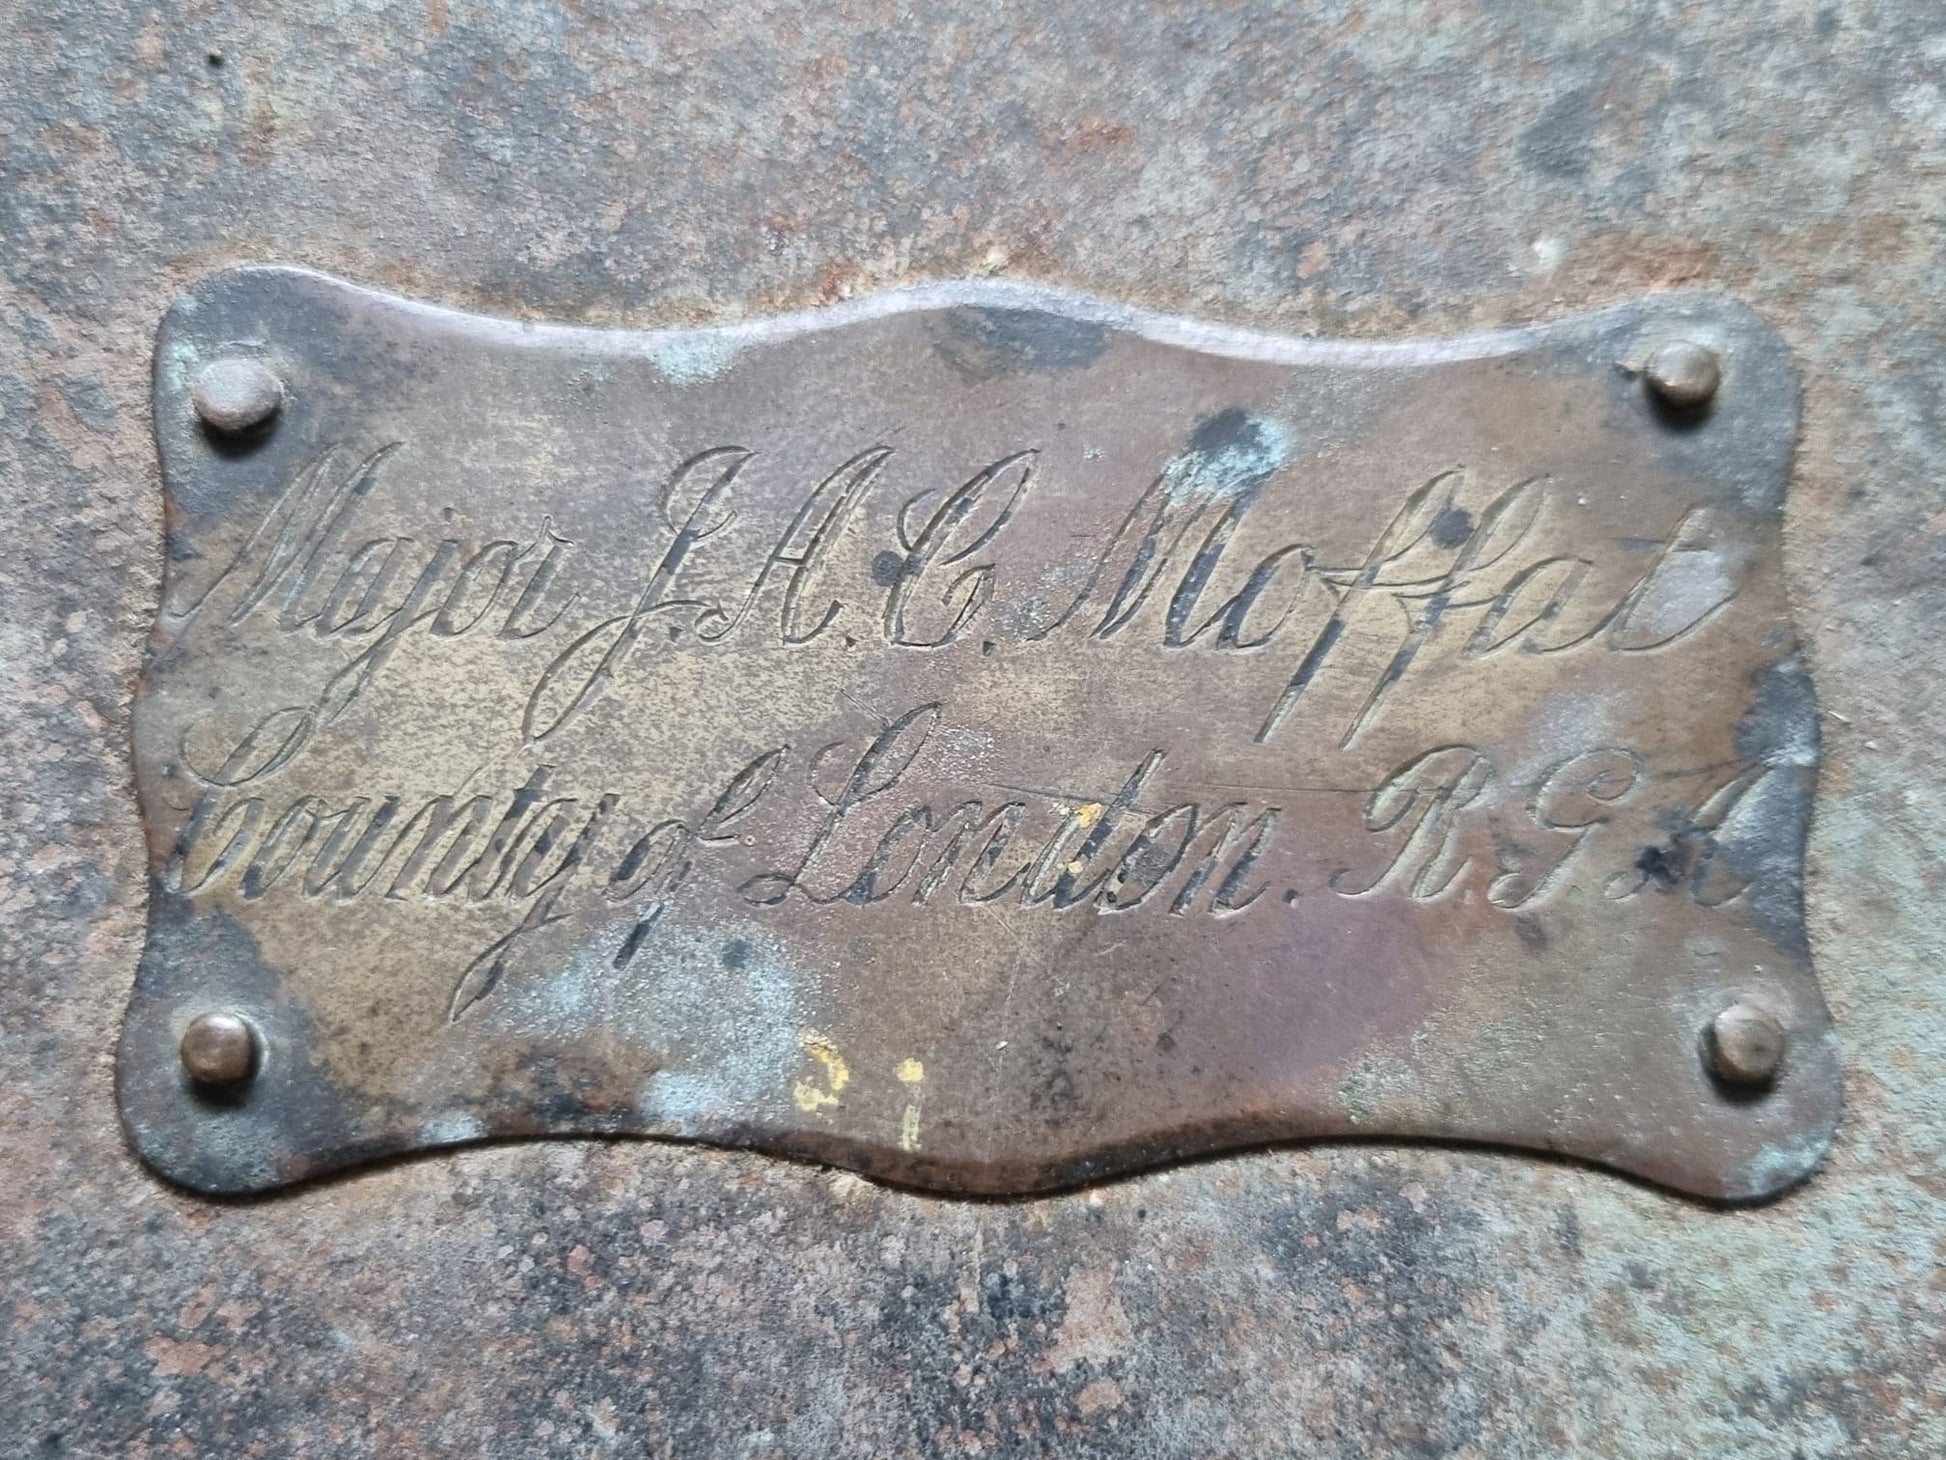 Major J.A.C. Moffat
County of London. R.G.A